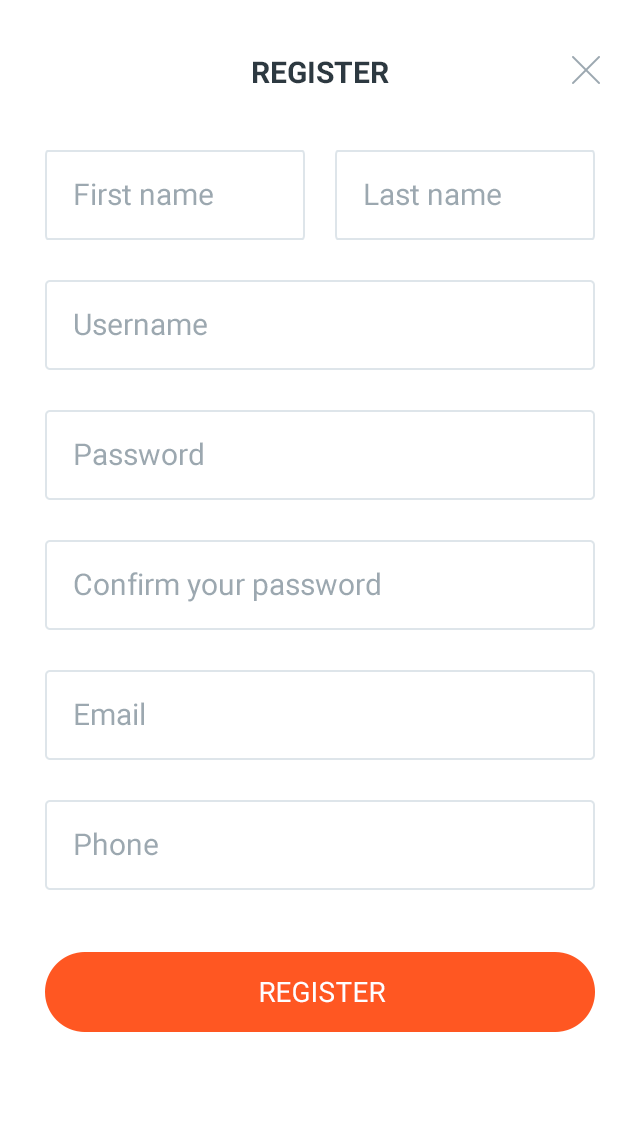 REGISTER
First name Last name
Username
Password
Confirm your password
Email
Phone
REGISTER